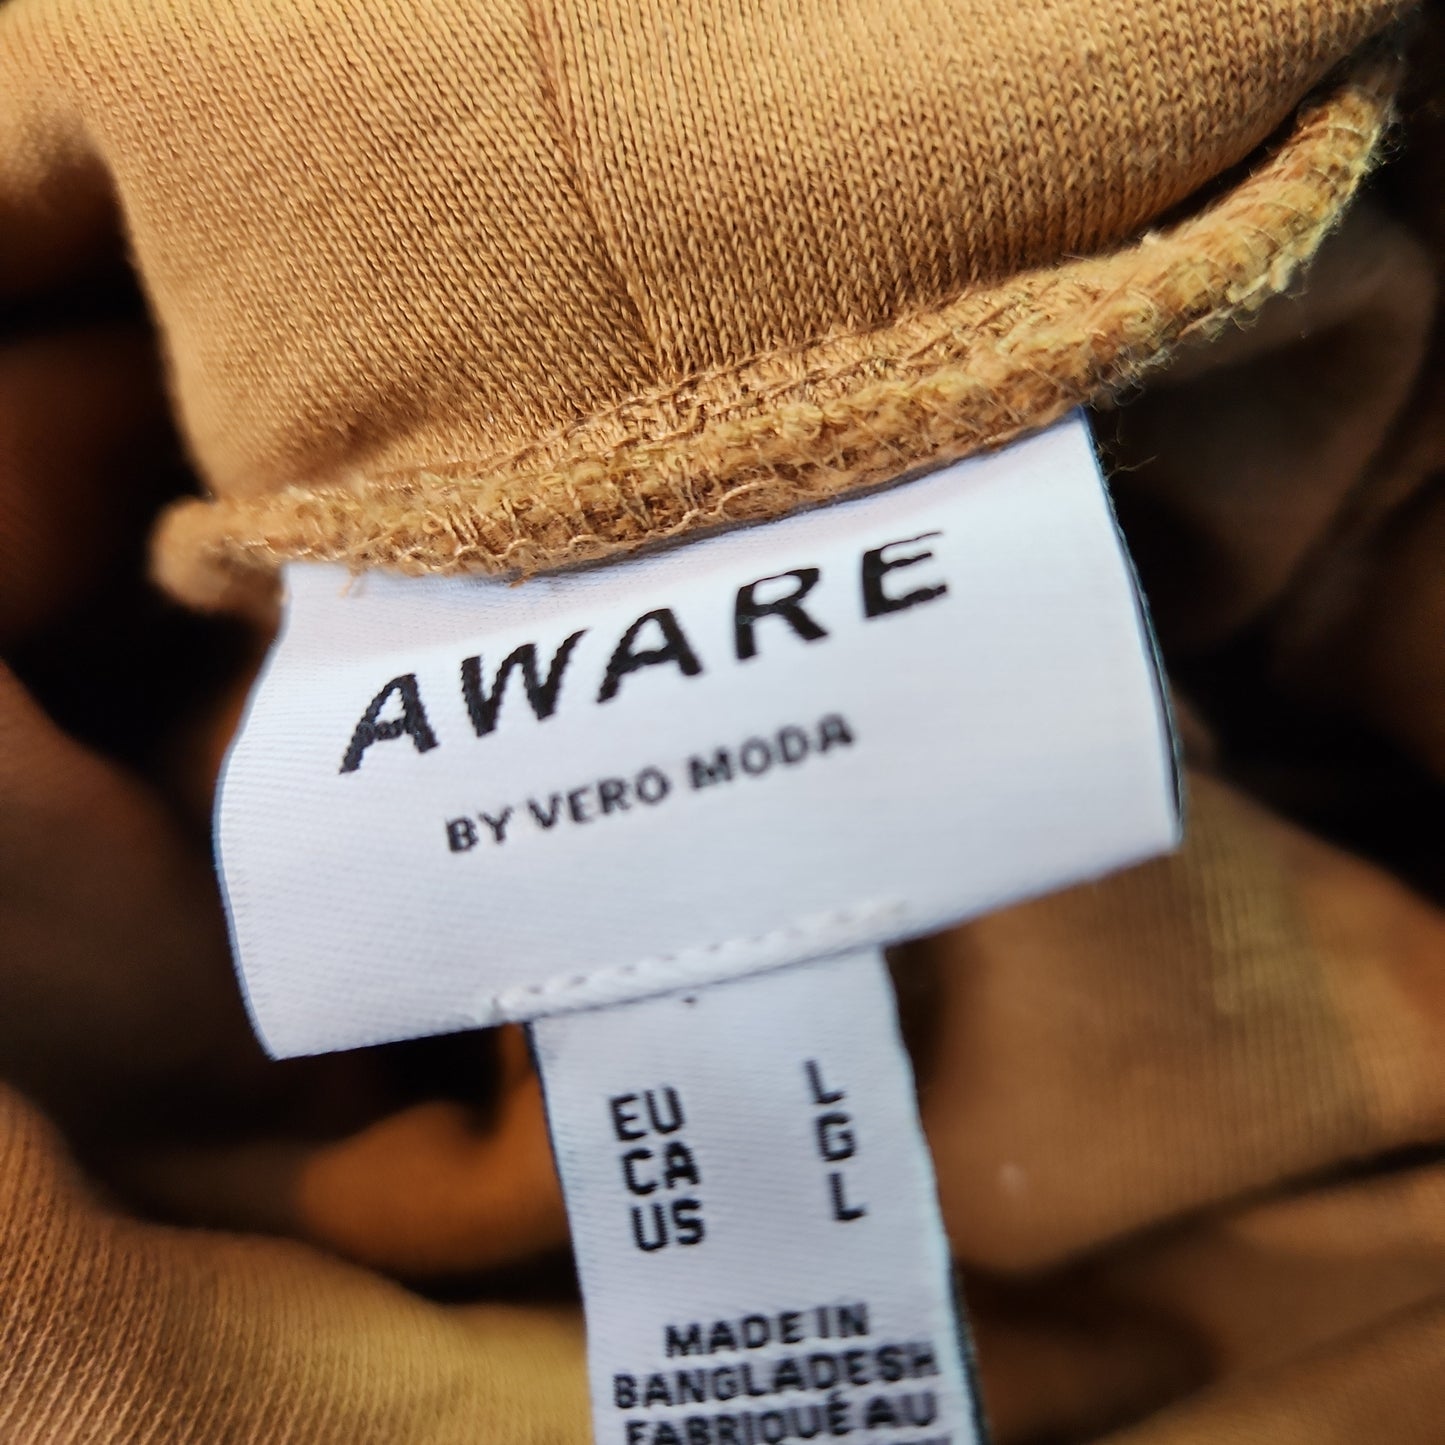 AWARE
BY VERO MODA
EU L
CA G
US L
MADE IN
BANGLADESH
FABRIQUÉ AU